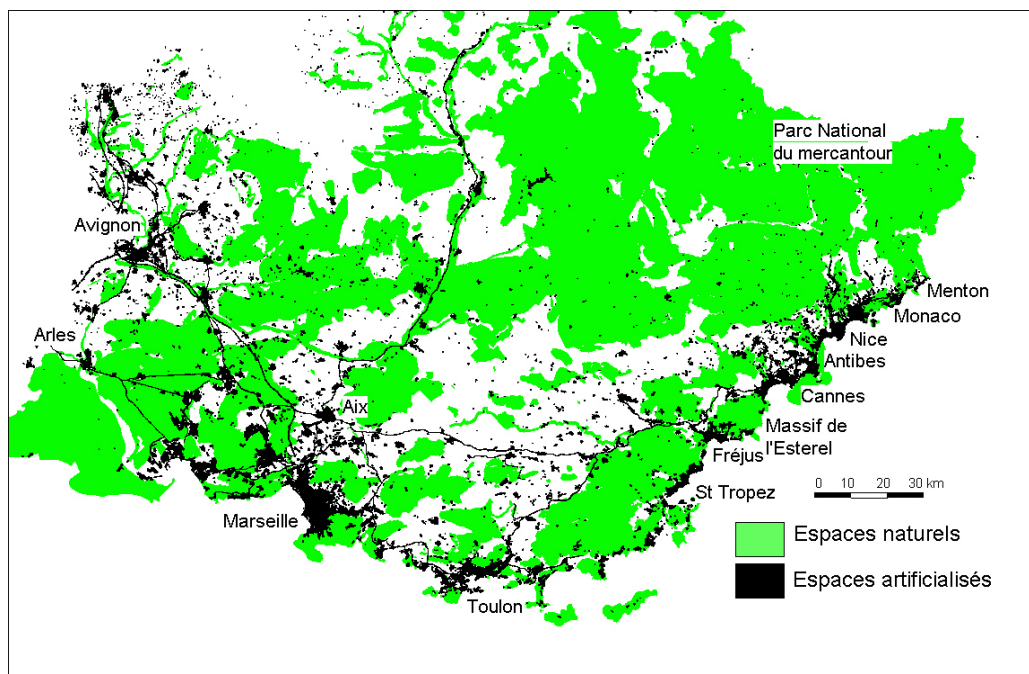 Parc National
du mercantour
Avignon
Menton
Monaco
Arles
Nice
Antibes
Cannes
Aix
Massif de
l'Esterel
Fréjus
St Tropez
0 10 20 30 km
Marseille
Espaces naturels
Espaces artificialisés
Toulon